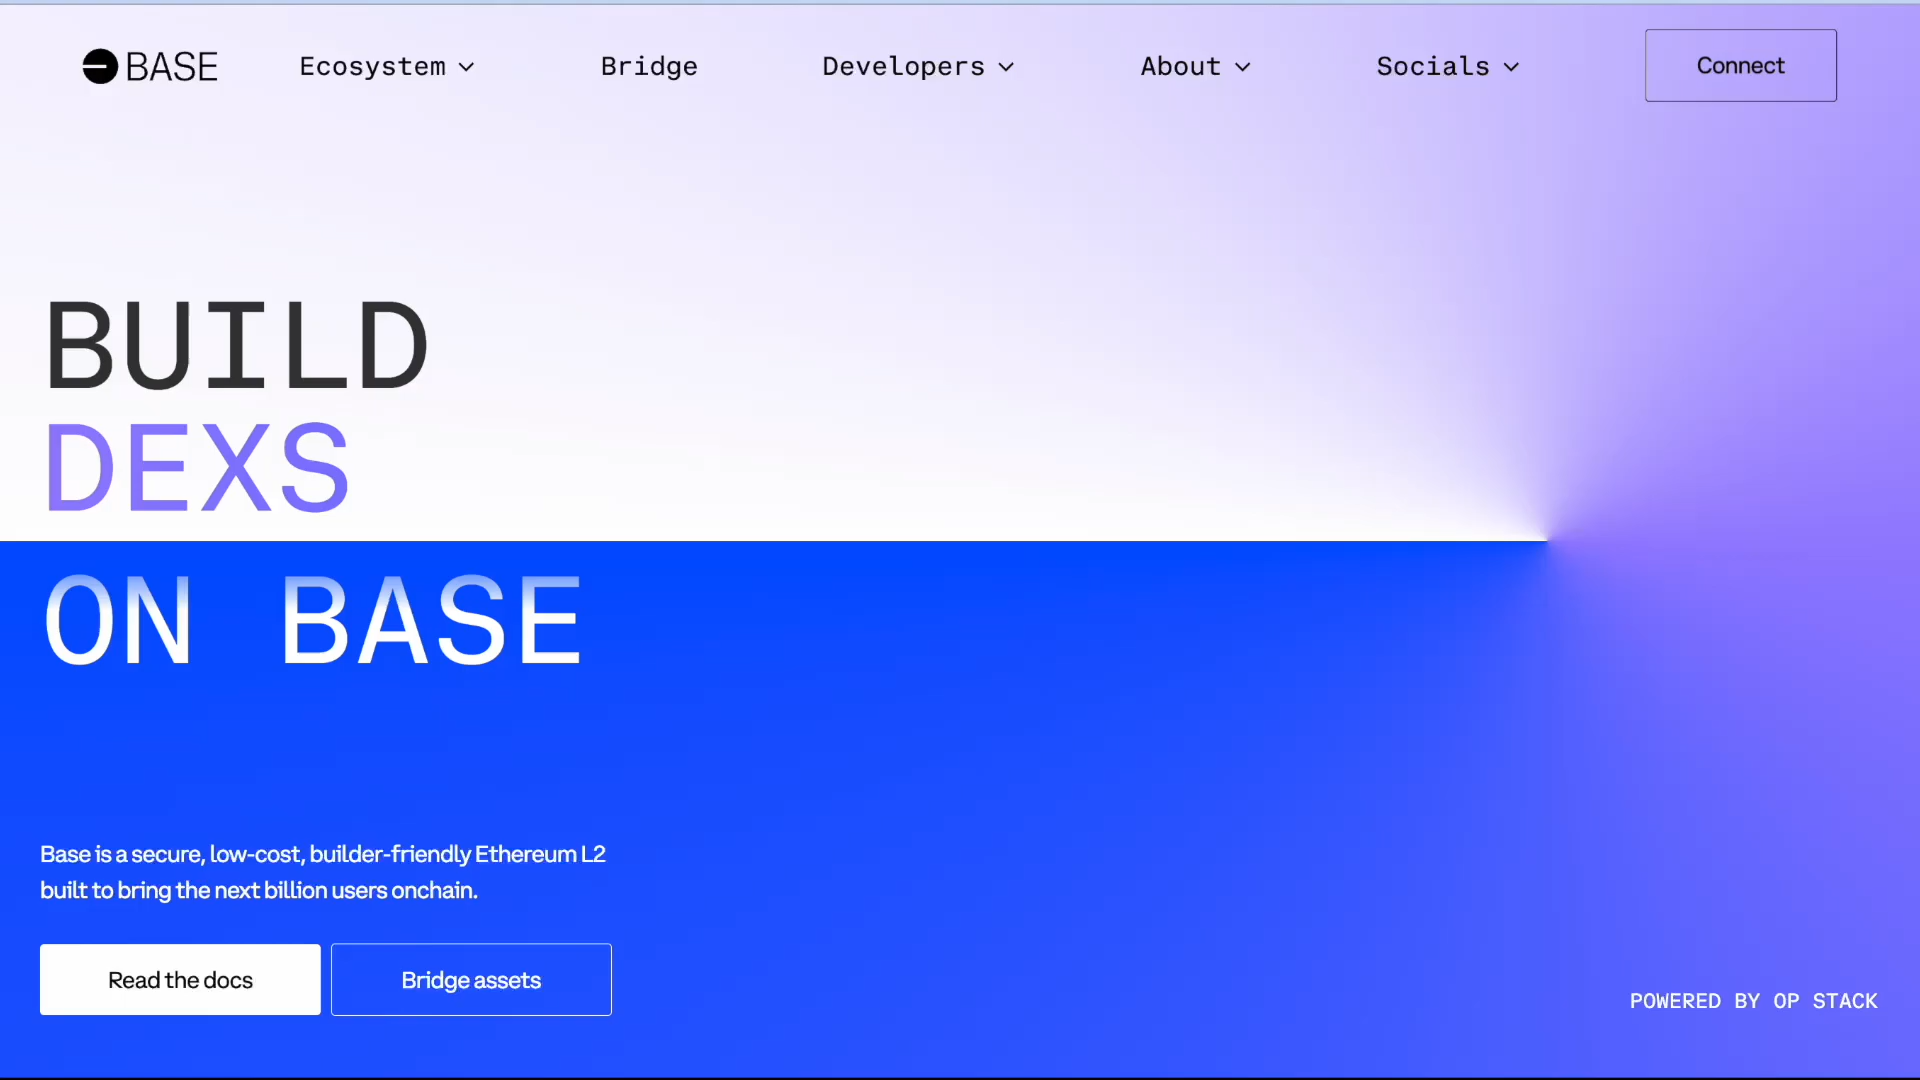 BASE
Ecosystem
Bridge
Developers
About
Socials
Connect
BUILD
DEXS
ON BASE
Base is a secure, low-cost, builder-friendly Ethereum L2
built to bring the next billion users onchain.
Read the docs
Bridge assets
POWERED BY OP STACK